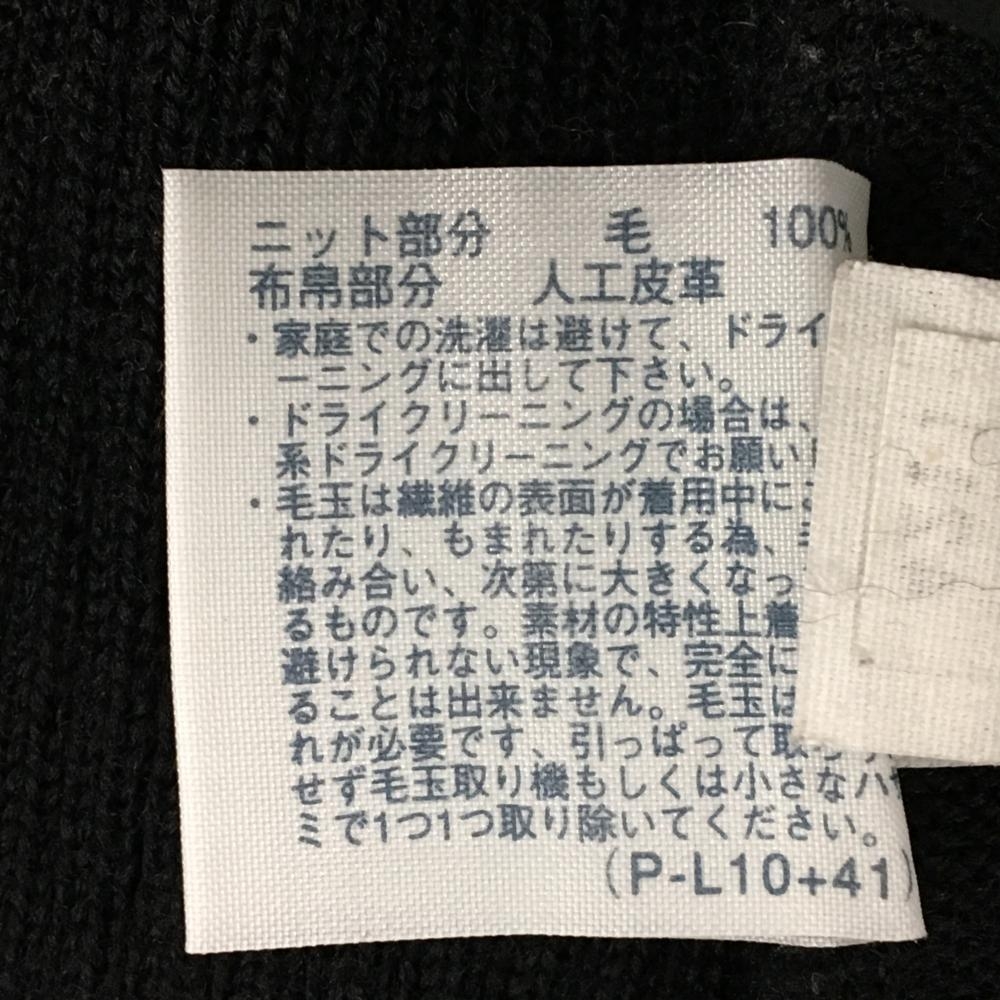 ニット部分 毛 100%
布帛部分 人工皮革
・家庭での洗濯は避けて、ドライ
ーニングに出して下さい。
・ドライクリーニングの場合は、
系ドライクリーニングでお願い
・毛玉は繊維の表面が着用中に
れたり、もまれたりする為、
絡み合い、次第に大きくなっ
るものです。素材の特性上着
避けられない現象で、完全に
ることは出来ません。毛玉は
れが必要です、引っぱって取
せず毛玉取り機もしくは小さなハ
ミで1つ1つ取り除いてください。
(P-L10+41)